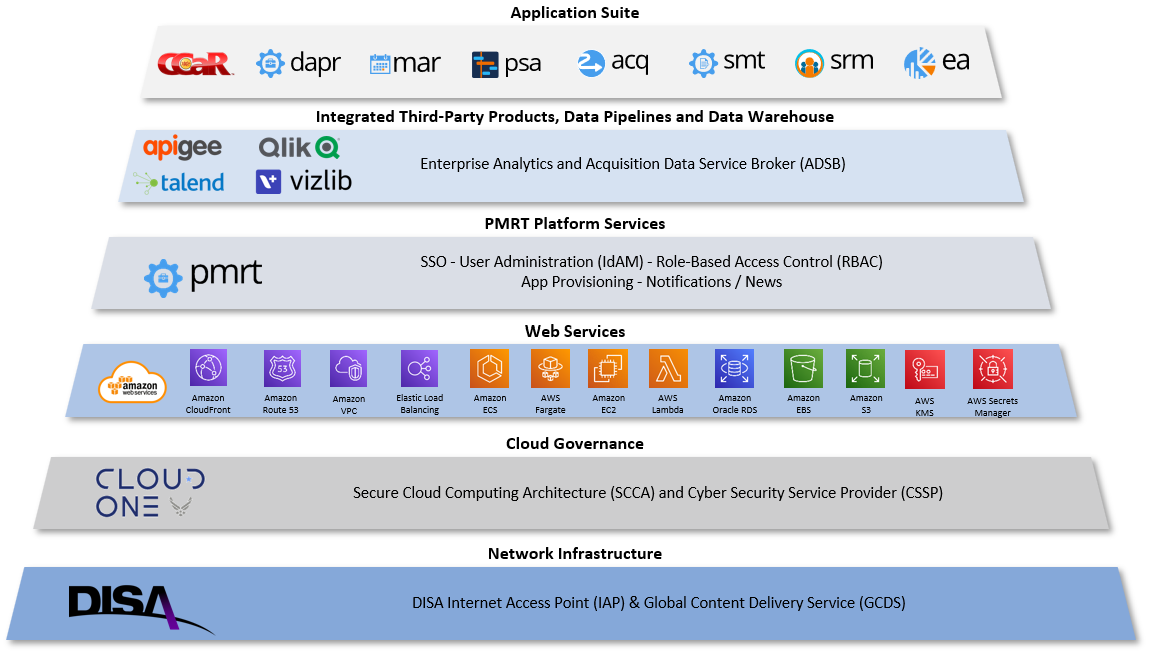 Application Suite
CCaR dapr mar psa acq smt srm ea
Integrated Third-Party Products, Data Pipelines and Data Warehouse
apigee Qlik
talend vizlib
Enterprise Analytics and Acquisition Data Service Broker (ADSB)
PMRT Platform Services
pmrt
SSO - User Administration (IdAM) - Role-Based Access Control (RBAC)
App Provisioning - Notifications / News
Web Services
amazon
web services
53
Amazon
CloudFront
Amazon
Route 53
Amazon
VPC
Elastic Load
Balancing
Amazon
ECS
AWS
Fargate
Amazon
EC2
AWS
Lambda
Amazon
Oracle RDS
Amazon
EBS
Amazon
S3
AWS
KMS
AWS Secrets
Manager
Cloud Governance
CLOUD
ONE
Secure Cloud Computing Architecture (SCCA) and Cyber Security Service Provider (CSSP)
Network Infrastructure
DISA
DISA Internet Access Point (IAP) & Global Content Delivery Service (GCDS)